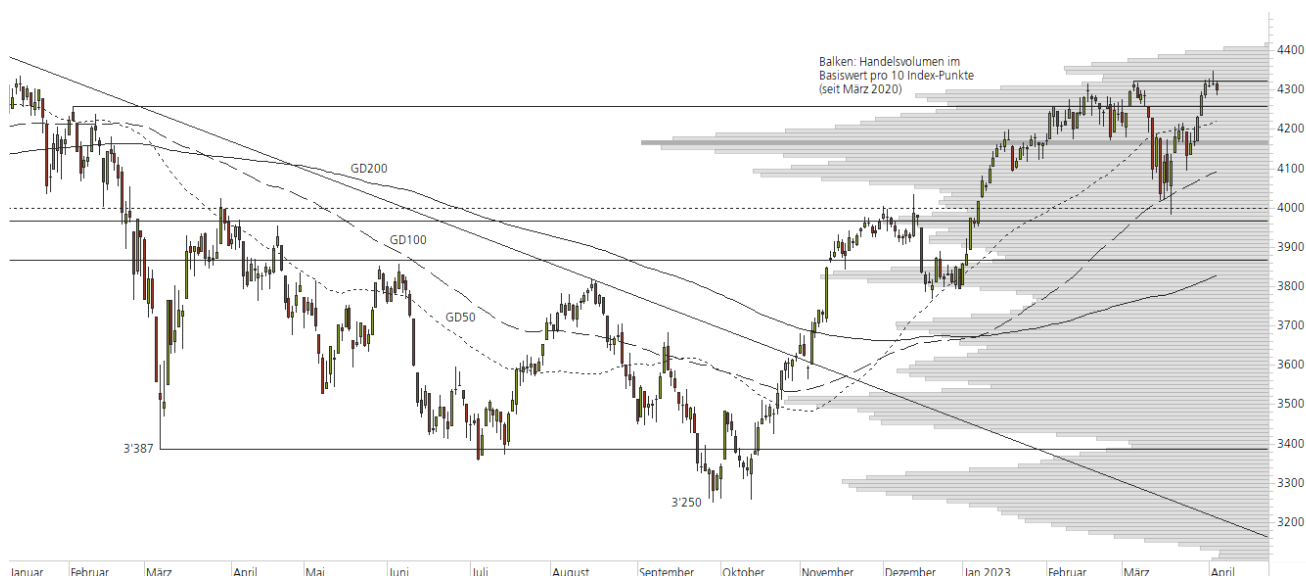 Balken: Handelsvolumen im
Basiswert pro 10 Index-Punkte
(seit März 2020)
4400
4300
4200
4100
4000
3900
3800
3700
3600
3500
3400
3300
3200
GD200
GD100
GD50
3'387
3'250
Januar Februar März April Mai Juni Juli August September Oktober November Dezember Jan 2023 Februar März April